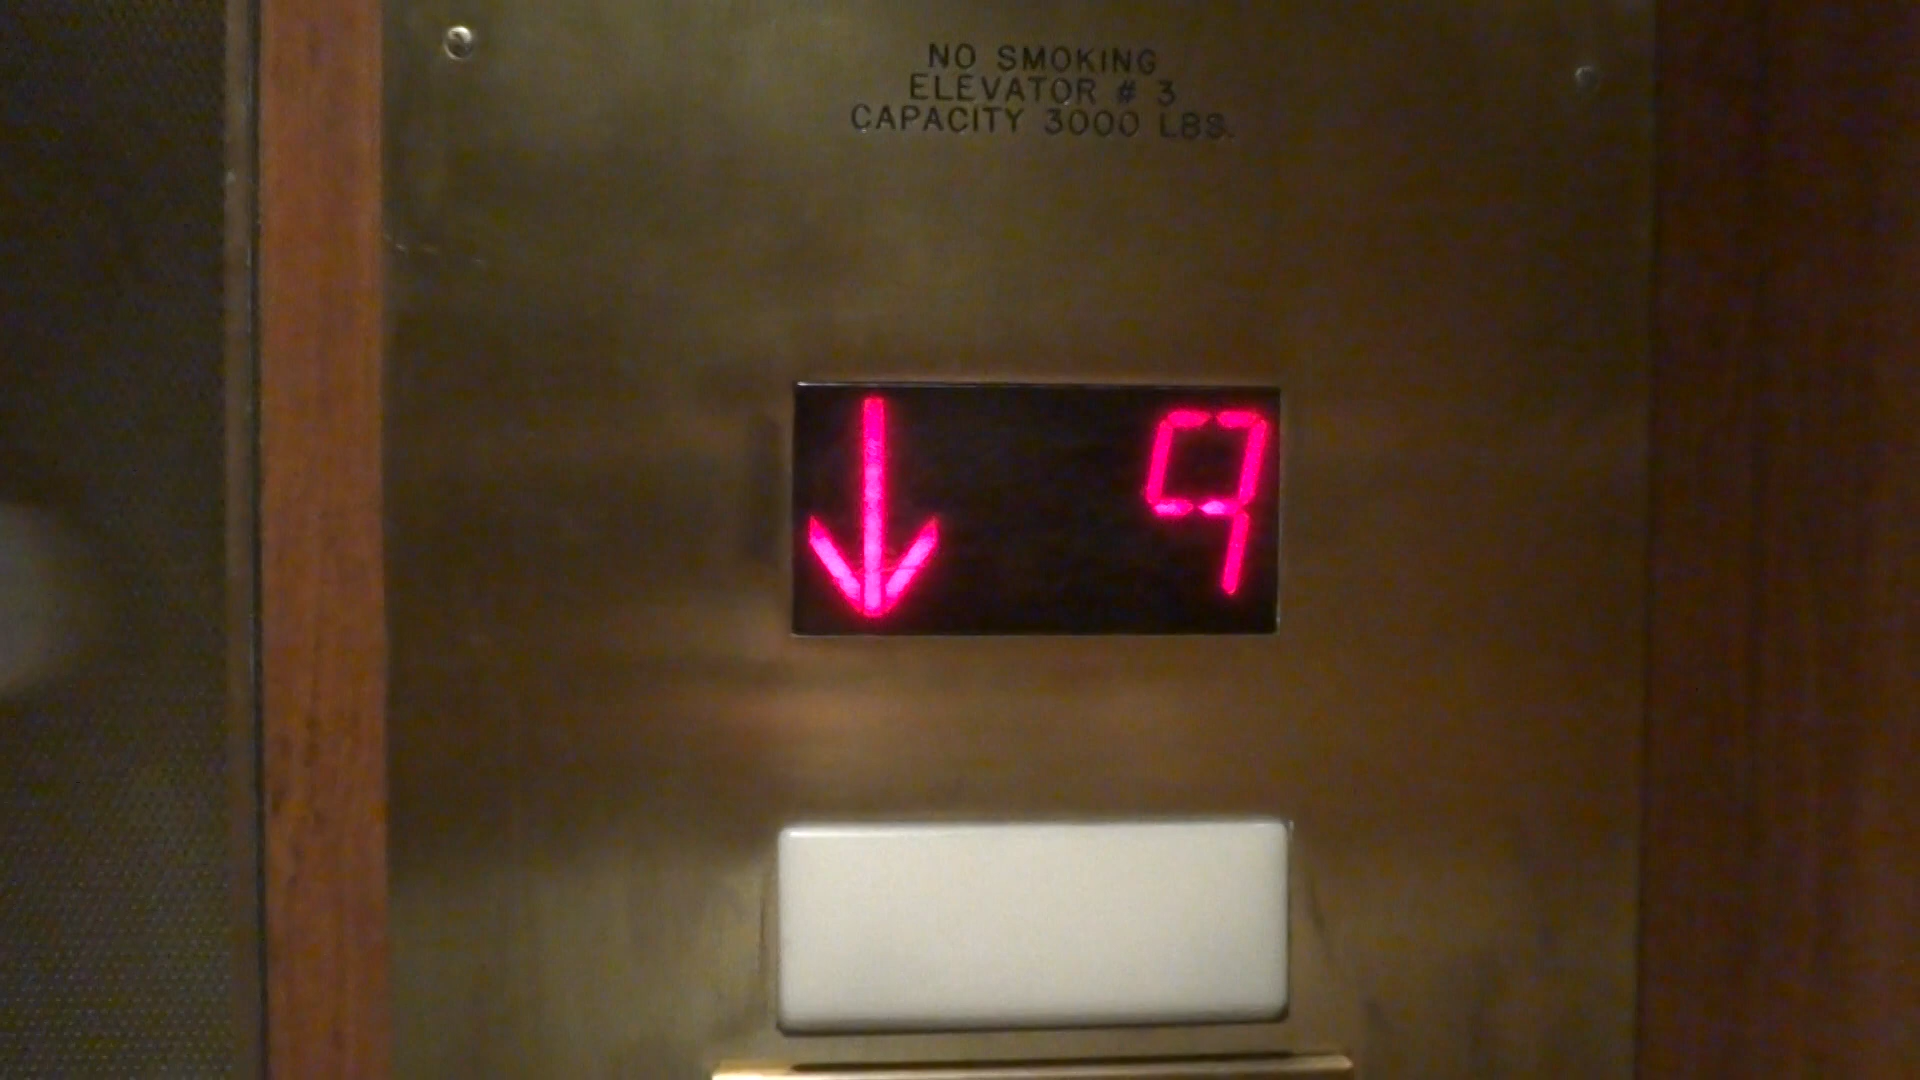 NO SMOKING
ELEVATOR # 3
CAPACITY 3000 LBS.
↓ 9